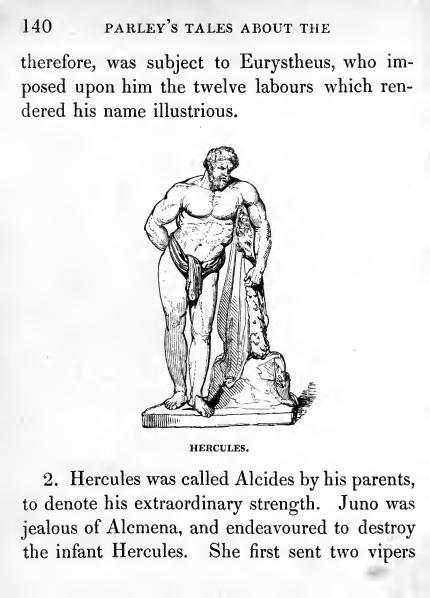 140 PARLEY'S TALES ABOUT THE
therefore, was subject to Eurystheus, who im-
posed upon him the twelve labours which ren-
dered his name illustrious.
HERCULES.
2. Hercules was called Alcides by his parents,
to denote his extraordinary strength. Juno was
jealous of Alcmena, and endeavoured to destroy
the infant Hercules. She first sent two vipers